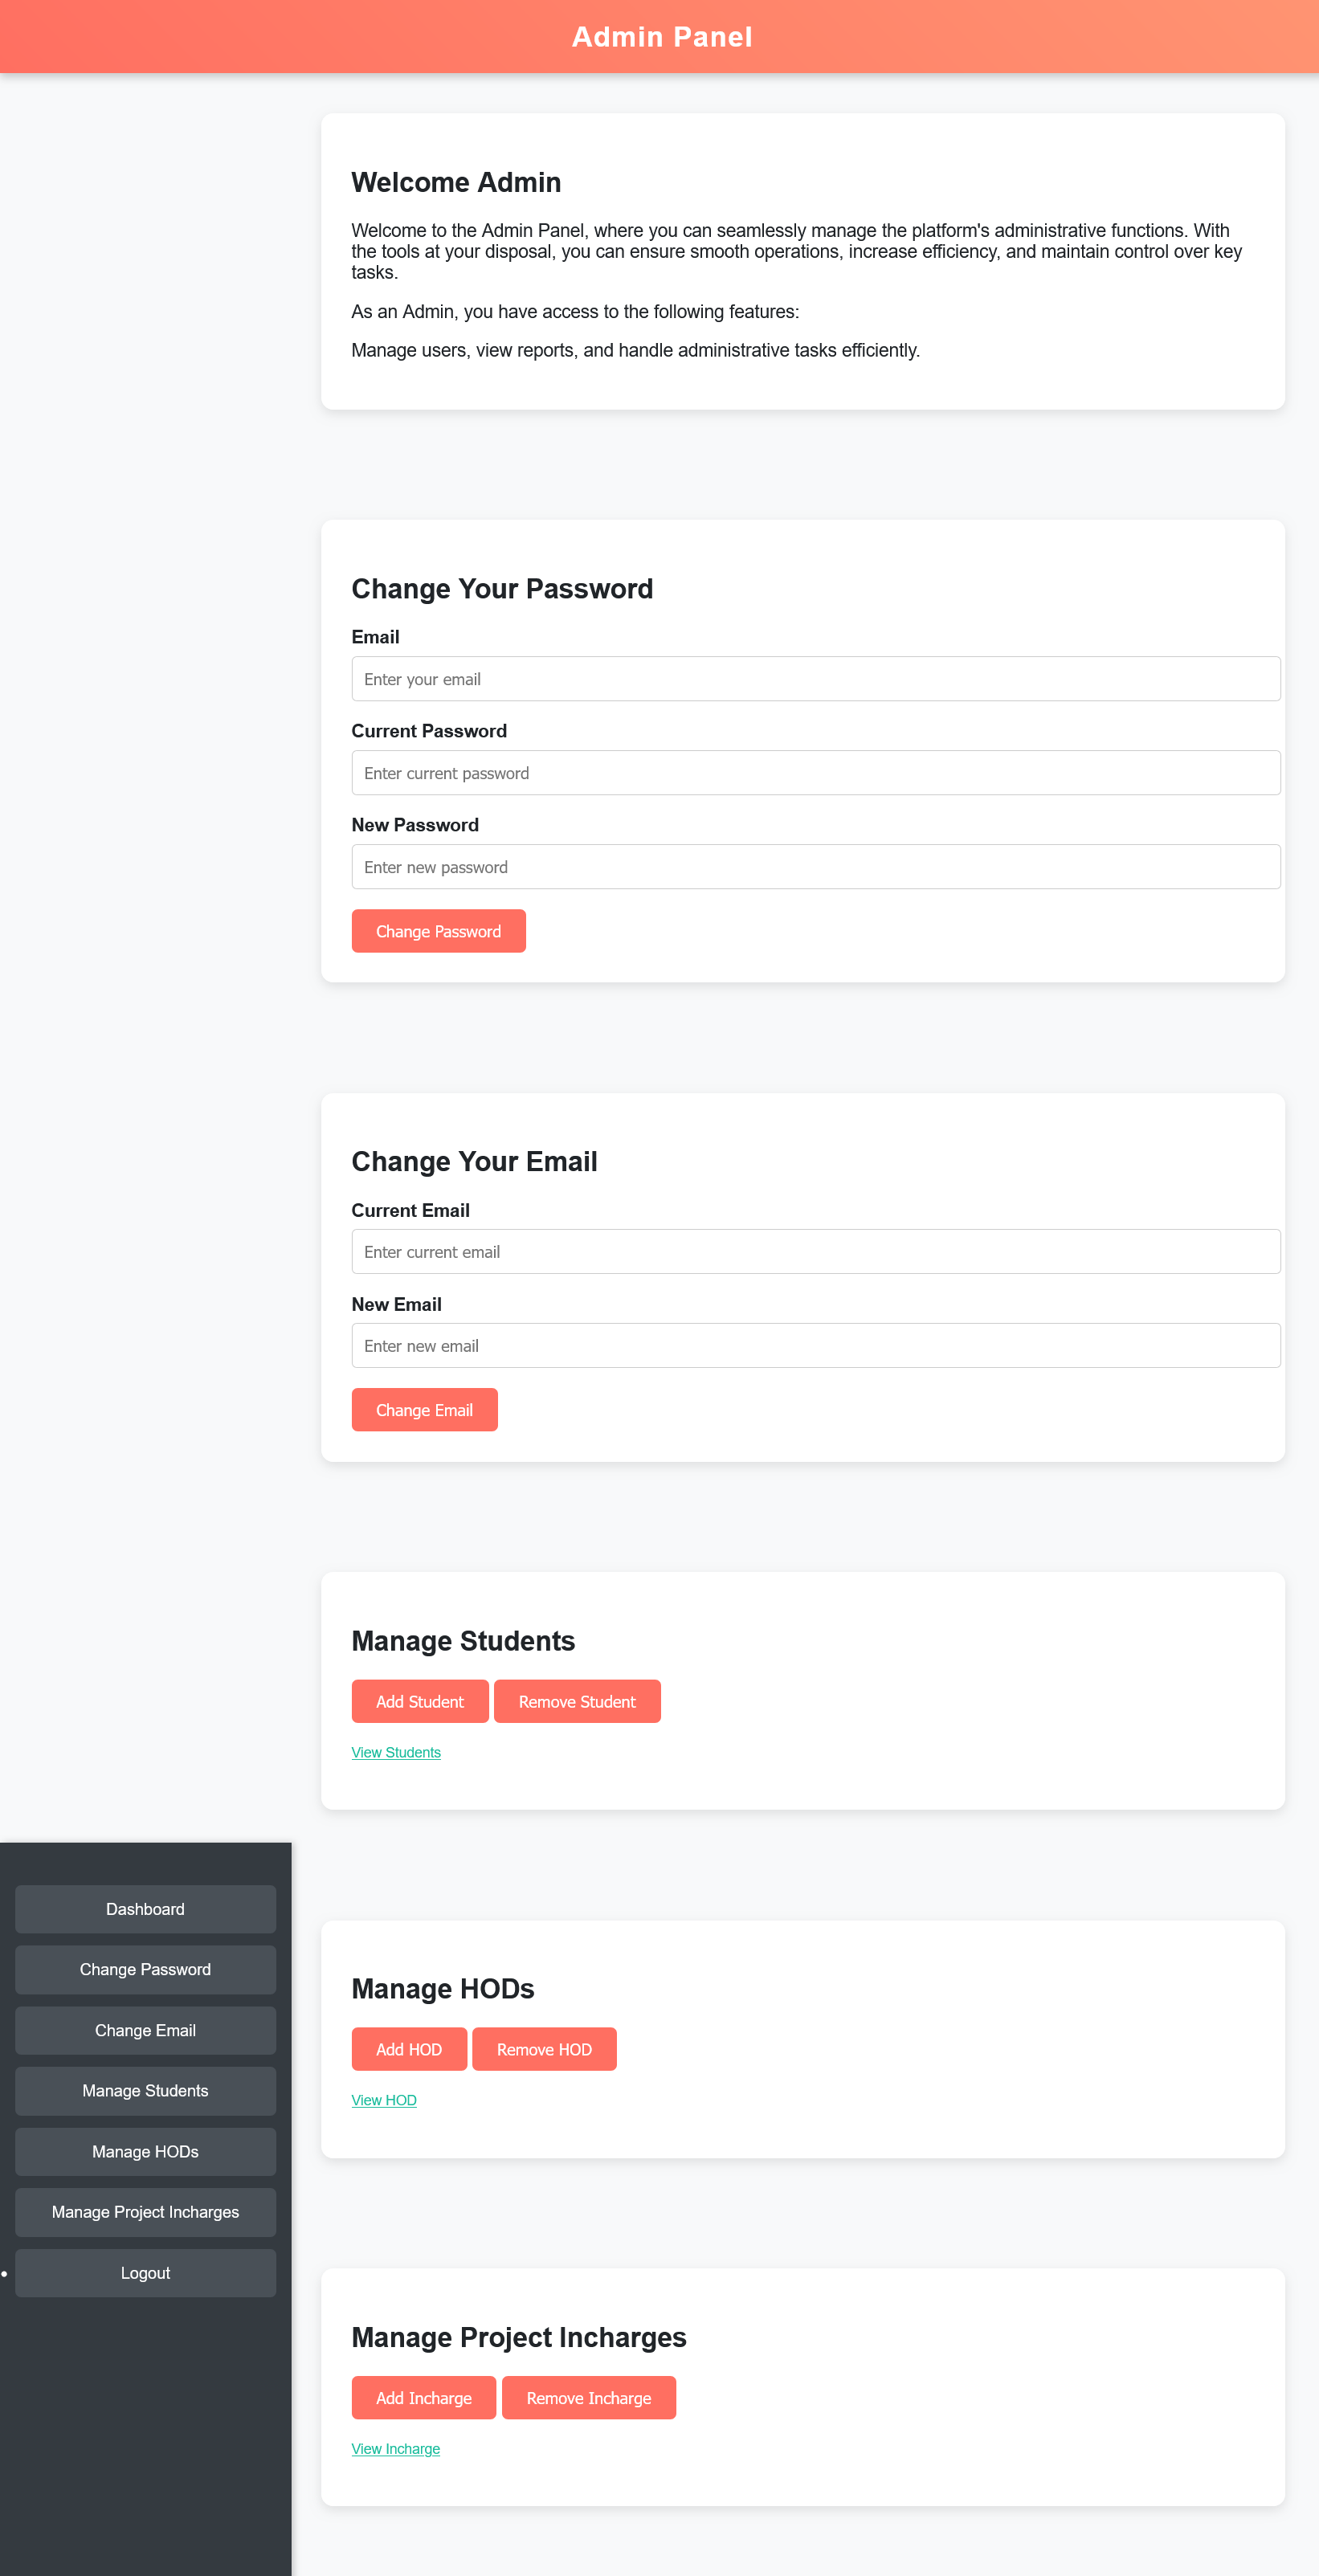 Admin Panel
Welcome Admin
Welcome to the Admin Panel, where you can seamlessly manage the platform's administrative functions. With
the tools at your disposal, you can ensure smooth operations, increase efficiency, and maintain control over key
tasks.
As an Admin, you have access to the following features:
Manage users, view reports, and handle administrative tasks efficiently.
Change Your Password
Email
Enter your email
Current Password
Enter current password
New Password
Enter new password
Change Password
Change Your Email
Current Email
Enter current email
New Email
Enter new email
Change Email
Manage Students
Add Student Remove Student
View Students
Dashboard
Change Password
Change Email
Manage Students
Manage HODs
Manage Project Incharges
Logout
Manage HODs
Add HOD Remove HOD
View HOD
Manage Project Incharges
Add Incharge Remove Incharge
View Incharge